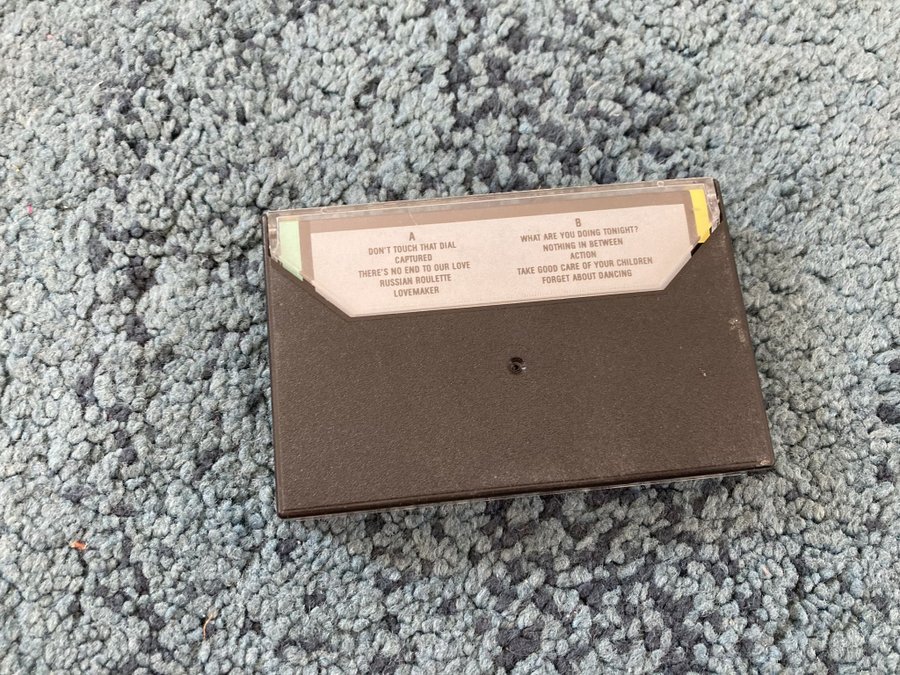 A
DON'T TOUCH THAT DIAL
CAPTURED
THERE'S NO END TO OUR LOVE
RUSSIAN ROULETTE
LOVEMAKER
B
WHAT ARE YOU DOING TONIGHT?
NOTHING IN BETWEEN
ACTION
TAKE GOOD CARE OF YOUR CHILDREN
FORGET ABOUT DANCING